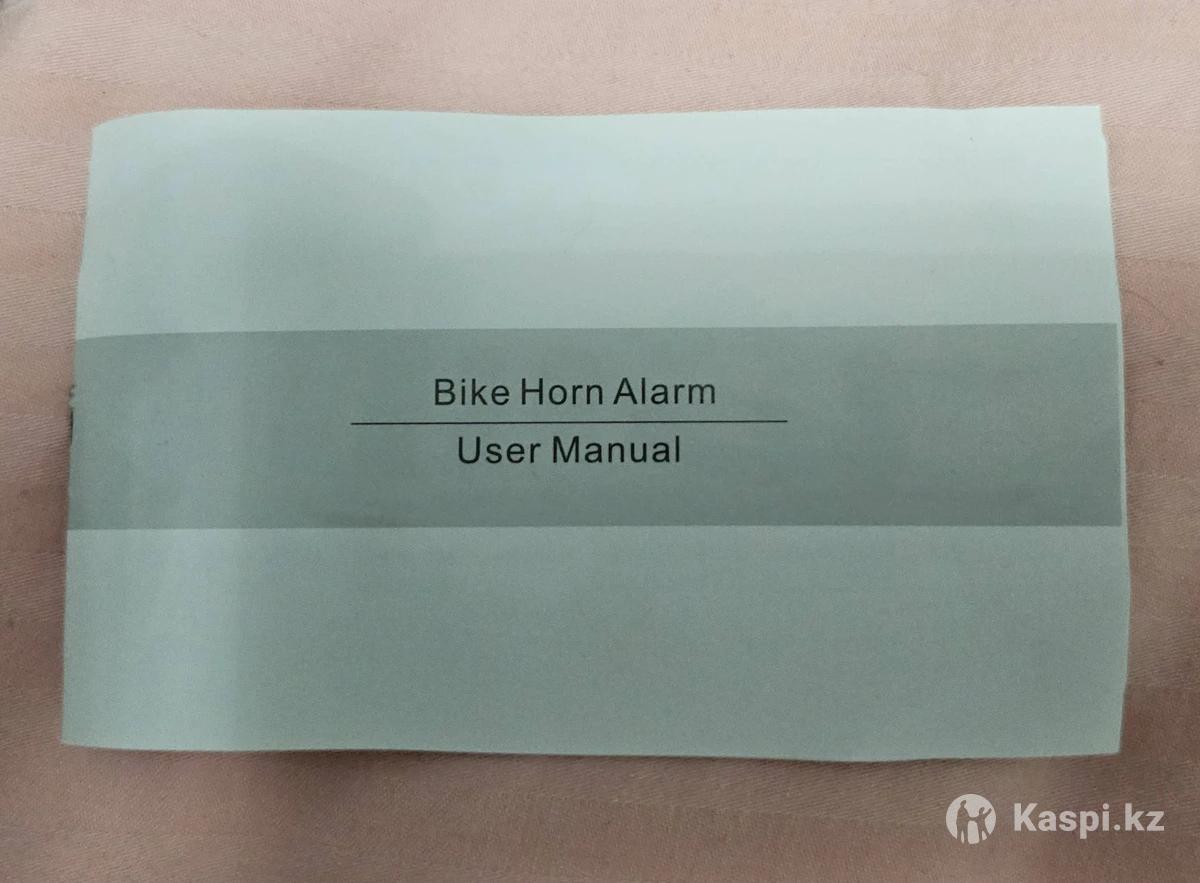 Bike Horn Alarm
User Manual
Kaspi.kz